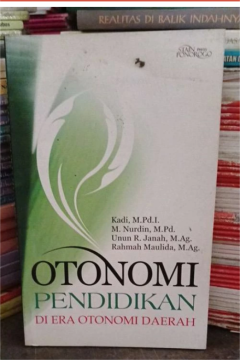 REALITAS DI BALIK INDAHNY
STAIN
PONOROGO
Kadi, M.Pd.I.
M. Nurdin, M.Pd.
Unun R. Janah, M.Ag.
Rahmah Maulida, M.Ag.
OTONOMI
PENDIDIKAN
DI ERA OTONOMI DAERAH